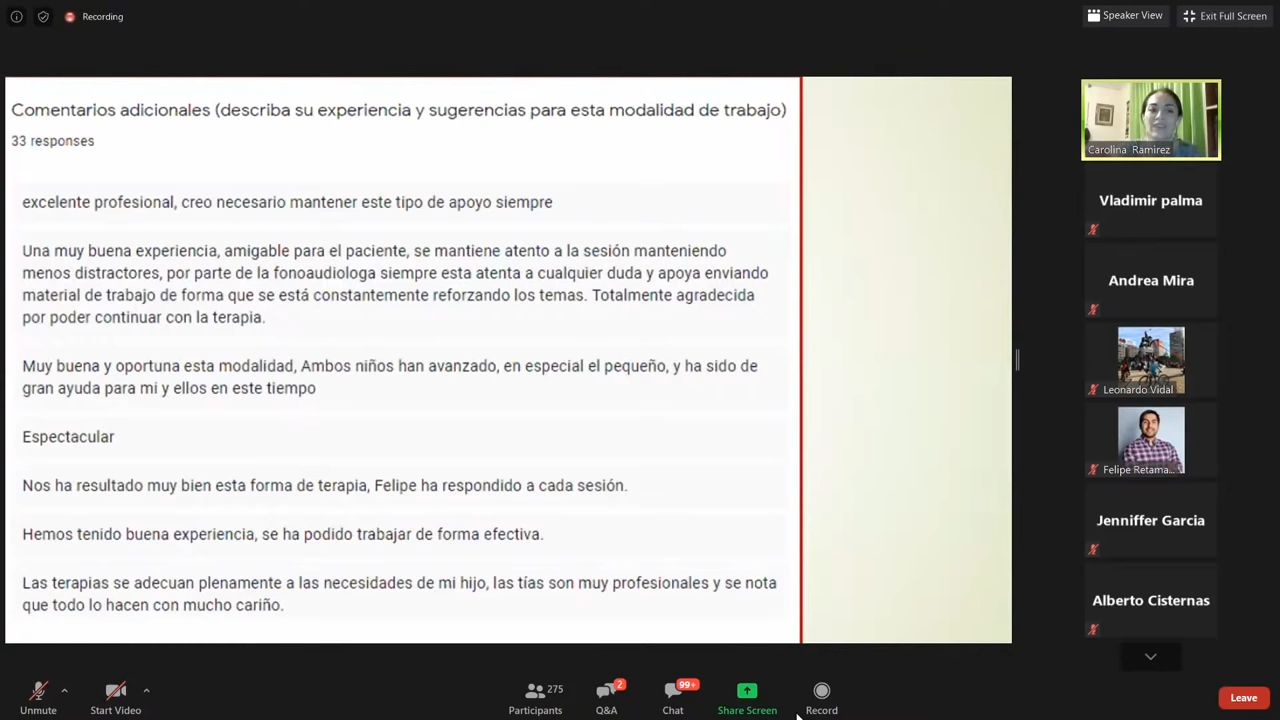 Recording
Speaker View
Exit Full Screen
Comentarios adicionales (describa su experiencia y sugerencias para esta modalidad de trabajo)
33 responses
excelente profesional, creo necesario mantener este tipo de apoyo siempre
Una muy buena experiencia, amigable para el paciente, se mantiene atento a la sesión manteniendo
menos distractores, por parte de la fonoaudiologa siempre esta atenta a cualquier duda y apoya enviando
material de trabajo de forma que se está constantemente reforzando los temas. Totalmente agradecida
por poder continuar con la terapia.
Muy buena y oportuna esta modalidad, Ambos niños han avanzado, en especial el pequeño, y ha sido de
gran ayuda para mi y ellos en este tiempo
Espectacular
Nos ha resultado muy bien esta forma de terapia, Felipe ha respondido a cada sesión.
Hemos tenido buena experiencia, se ha podido trabajar de forma efectiva.
Las terapias se adecuan plenamente a las necesidades de mi hijo, las tías son muy profesionales y se nota
que todo lo hacen con mucho cariño.
Carolina Ramirez
Vladimir palma
Andrea Mira
Leonardo Vidal
Felipe Retama...
Jenniffer Garcia
Alberto Cisternas
Unmute
Start Video
275
Participants
2
Q&A
99+
Chat
Share Screen
Record
Leave